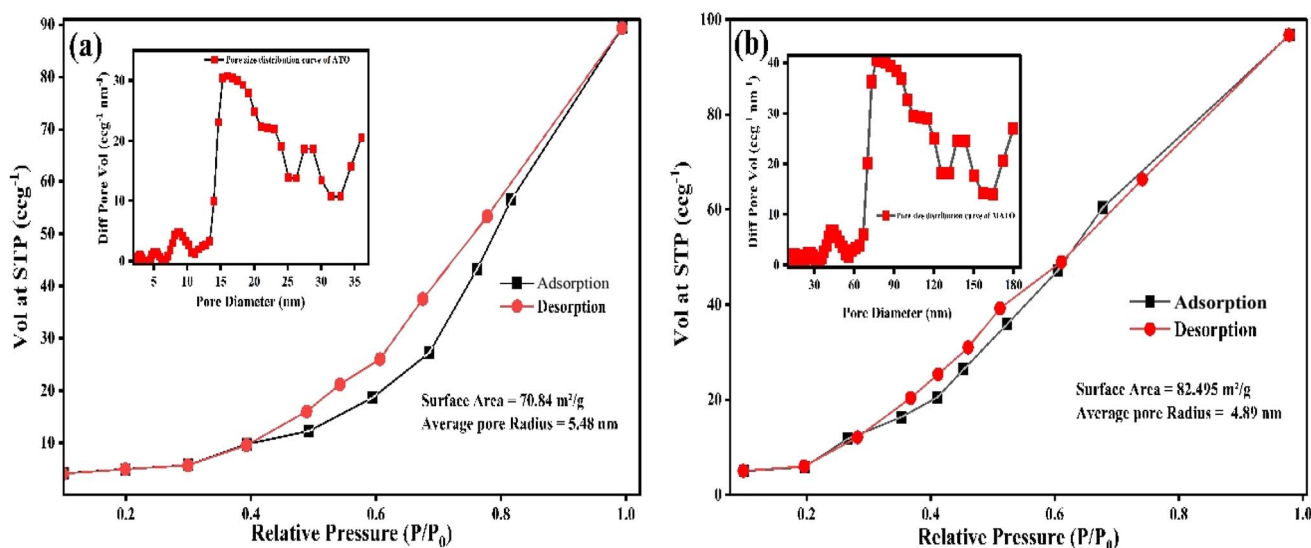 (a)
Pore size distribution curve of ATO
Diff Pore Vol (ccg⁻¹ nm⁻¹)
30
20
10
0
5 10 15 20 25 30 35
Pore Diameter (nm)
Vol at STP (ccg⁻¹)
90
80
70
60
50
40
30
20
10
Adsorption
Desorption
Surface Area = 70.84 m²/g
Average pore Radius = 5.48 nm
0.2 0.4 0.6 0.8 1.0
Relative Pressure (P/P₀)
(b)
Pore size distribution curve of MATO
Diff Pore Vol (ccg⁻¹ nm⁻¹)
40
30
20
10
0
30 60 90 120 150 180
Pore Diameter (nm)
Vol at STP (ccg⁻¹)
100
80
60
40
20
0
Adsorption
Desorption
Surface Area = 82.495 m²/g
Average pore Radius = 4.89 nm
0.2 0.4 0.6 0.8 1.0
Relative Pressure (P/P₀)